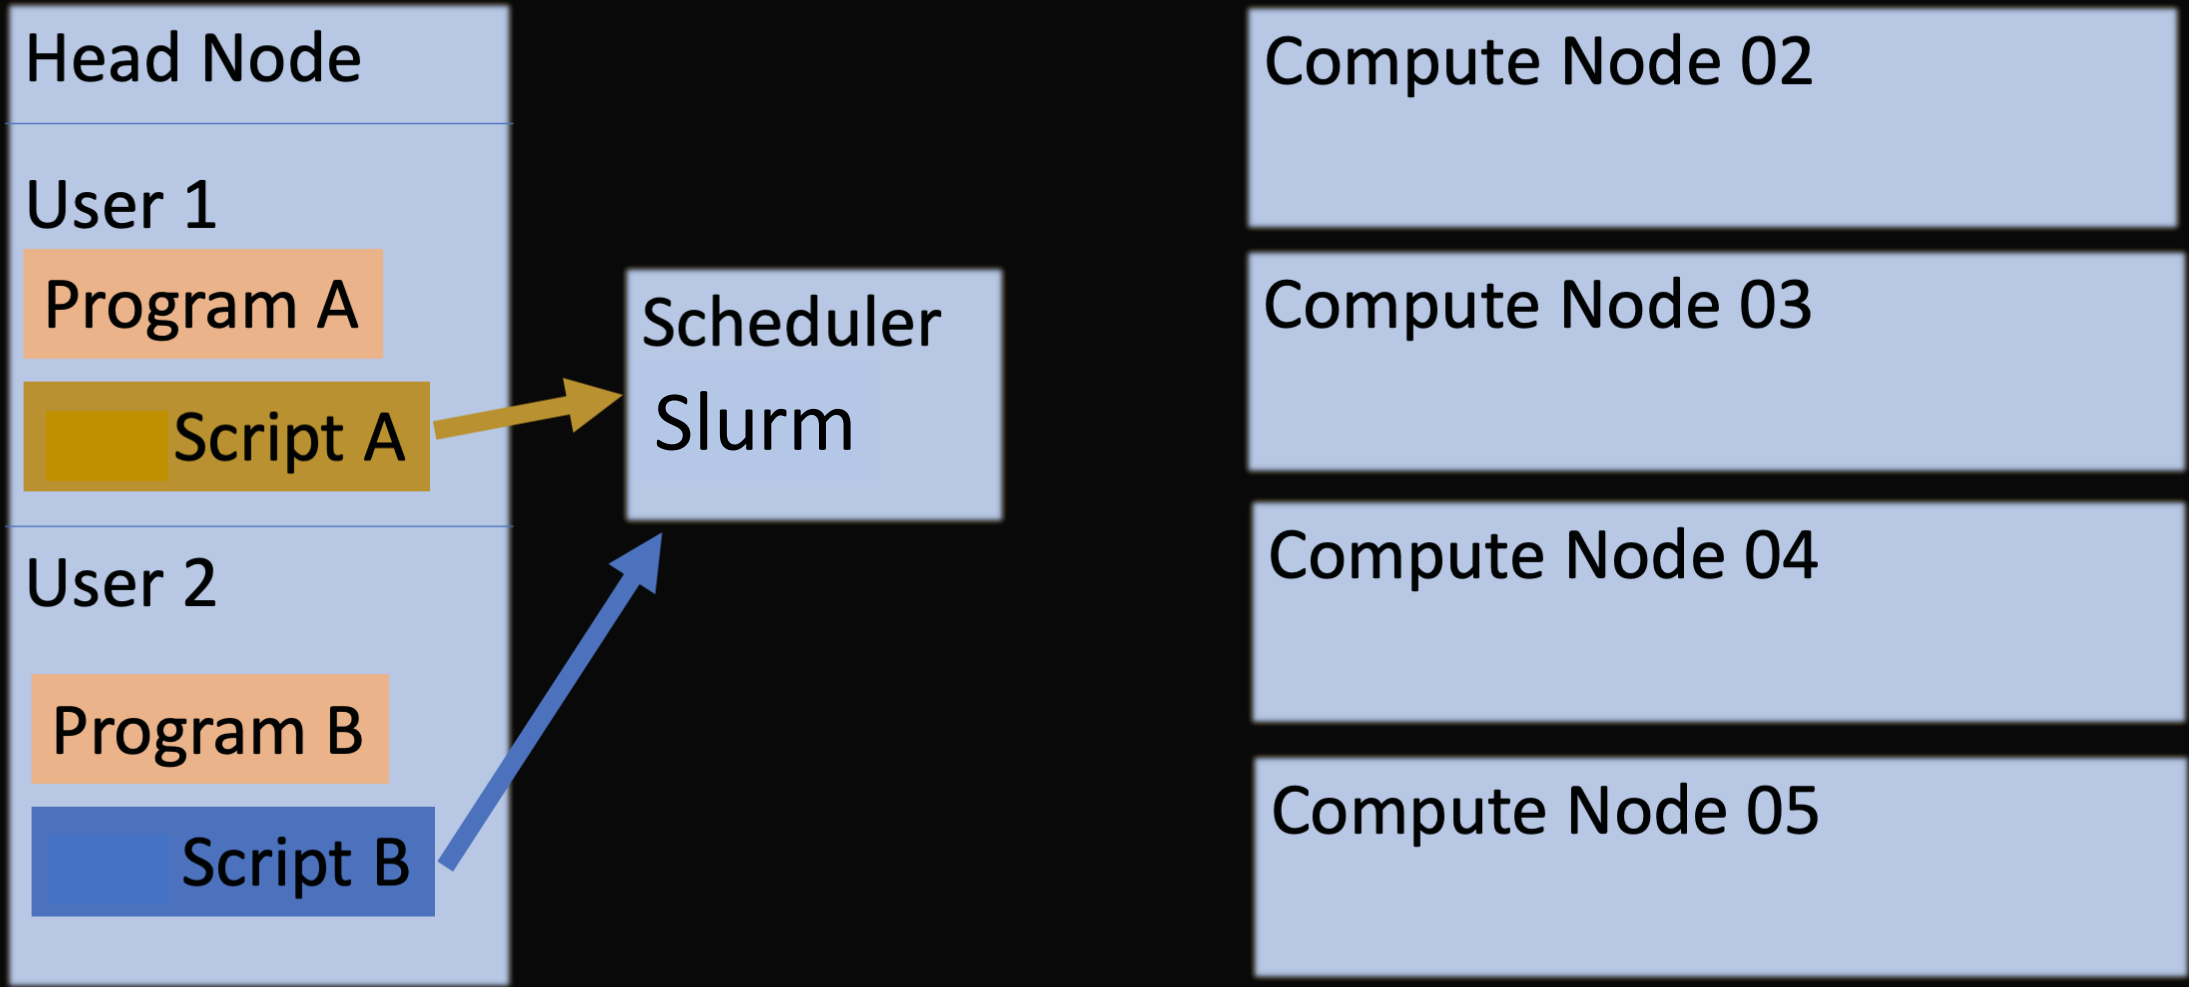 Head Node
User 1
Program A
Script A
User 2
Program B
Script B
Scheduler
Slurm
Compute Node 02
Compute Node 03
Compute Node 04
Compute Node 05